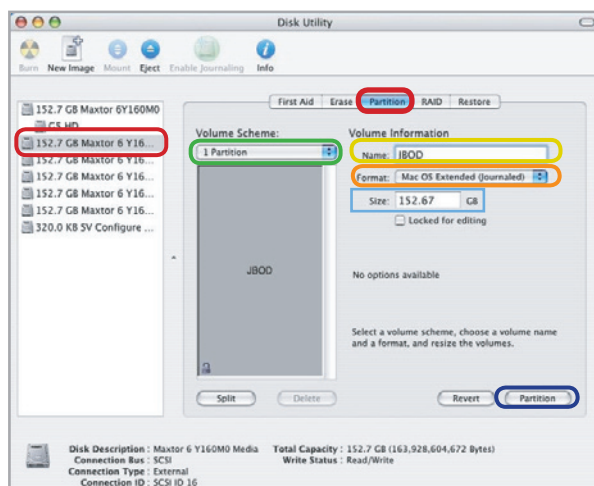 Disk Utility
Burn New Image Mount Eject Enable Journaling Info
152.7 GB Maxtor 6Y160M0
G5 HD
152.7 GB Maxtor 6 Y16...
152.7 GB Maxtor 6 Y16...
152.7 GB Maxtor 6 Y16...
152.7 GB Maxtor 6 Y16...
152.7 GB Maxtor 6 Y16...
320.0 KB SV Configure ...
First Aid Erase Partition RAID Restore
Volume Scheme:
1 Partition
JBOD
Split Delete
Volume Information
Name: JBOD
Format: Mac OS Extended (Journaled)
Size: 152.67 GB
Locked for editing
No options available
Select a volume scheme, choose a volume name
and a format, and resize the volumes.
Revert Partition
Disk Description : Maxtor 6 Y160M0 Media
Connection Bus : SCSI
Connection Type : External
Connection ID : SCSI ID 16
Total Capacity : 152.7 GB (163,928,604,672 Bytes)
Write Status : Read/Write